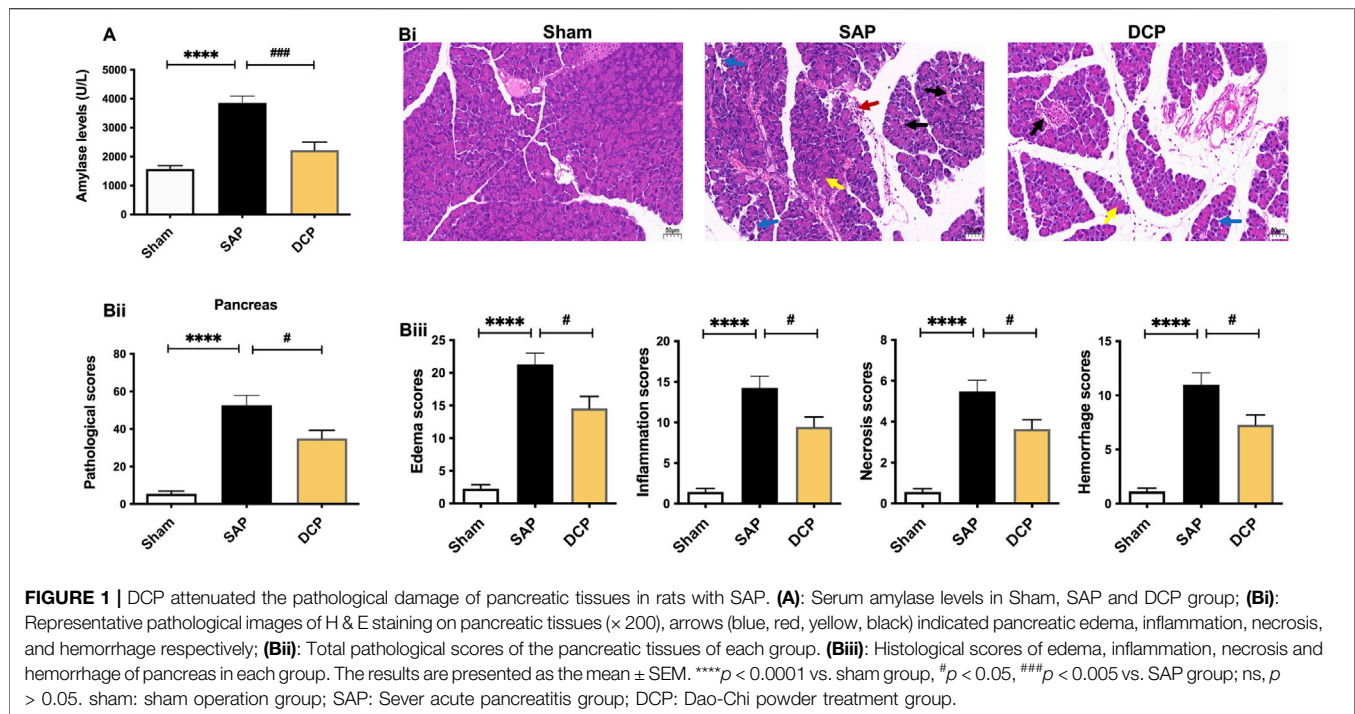 A
****
###
Amylase levels (U/L)
5000
4000
3000
2000
1000
0
Sham
SAP
DCP
Bi
Sham
SAP
DCP
50μm
50μm
50μm
Bii
Pancreas
****
#
Pathological scores
80
60
40
20
0
Sham
SAP
DCP
Biii
****
#
Edema scores
25
20
15
10
5
0
Sham
SAP
DCP
****
#
Inflammation scores
20
15
10
5
0
Sham
SAP
DCP
****
#
Necrosis scores
8
6
4
2
0
Sham
SAP
DCP
****
#
Hemorrhage scores
15
10
5
0
Sham
SAP
DCP
FIGURE 1 | DCP attenuated the pathological damage of pancreatic tissues in rats with SAP. (A): Serum amylase levels in Sham, SAP and DCP group; (Bi):
Representative pathological images of H & E staining on pancreatic tissues (× 200), arrows (blue, red, yellow, black) indicated pancreatic edema, inflammation, necrosis,
and hemorrhage respectively; (Bii): Total pathological scores of the pancreatic tissues of each group. (Biii): Histological scores of edema, inflammation, necrosis and
hemorrhage of pancreas in each group. The results are presented as the mean ± SEM. ****p < 0.0001 vs. sham group, #p < 0.05, ###p < 0.005 vs. SAP group; ns, p
> 0.05. sham: sham operation group; SAP: Sever acute pancreatitis group; DCP: Dao-Chi powder treatment group.